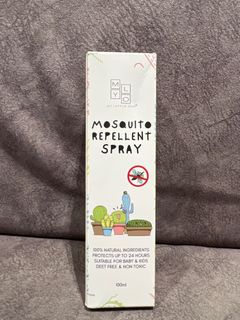 MY
LO
MOSQUITO
REPELLENT
SPRAY
100% NATURAL INGREDIENTS
PROTECTS UP TO 24 HOURS
SUITABLE FOR BABY & KIDS
DEET FREE & NON TOXIC
100ml